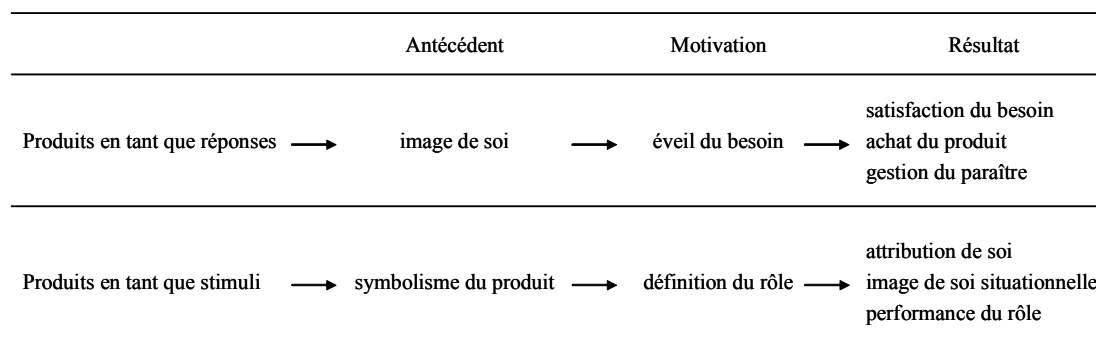 Antécédent Motivation Résultat
satisfaction du besoin
Produits en tant que réponses image de soi éveil du besoin achat du produit
gestion du paraître
attribution de soi
Produits en tant que stimuli symbolisme du produit définition du rôle image de soi situationnelle
performance du rôle